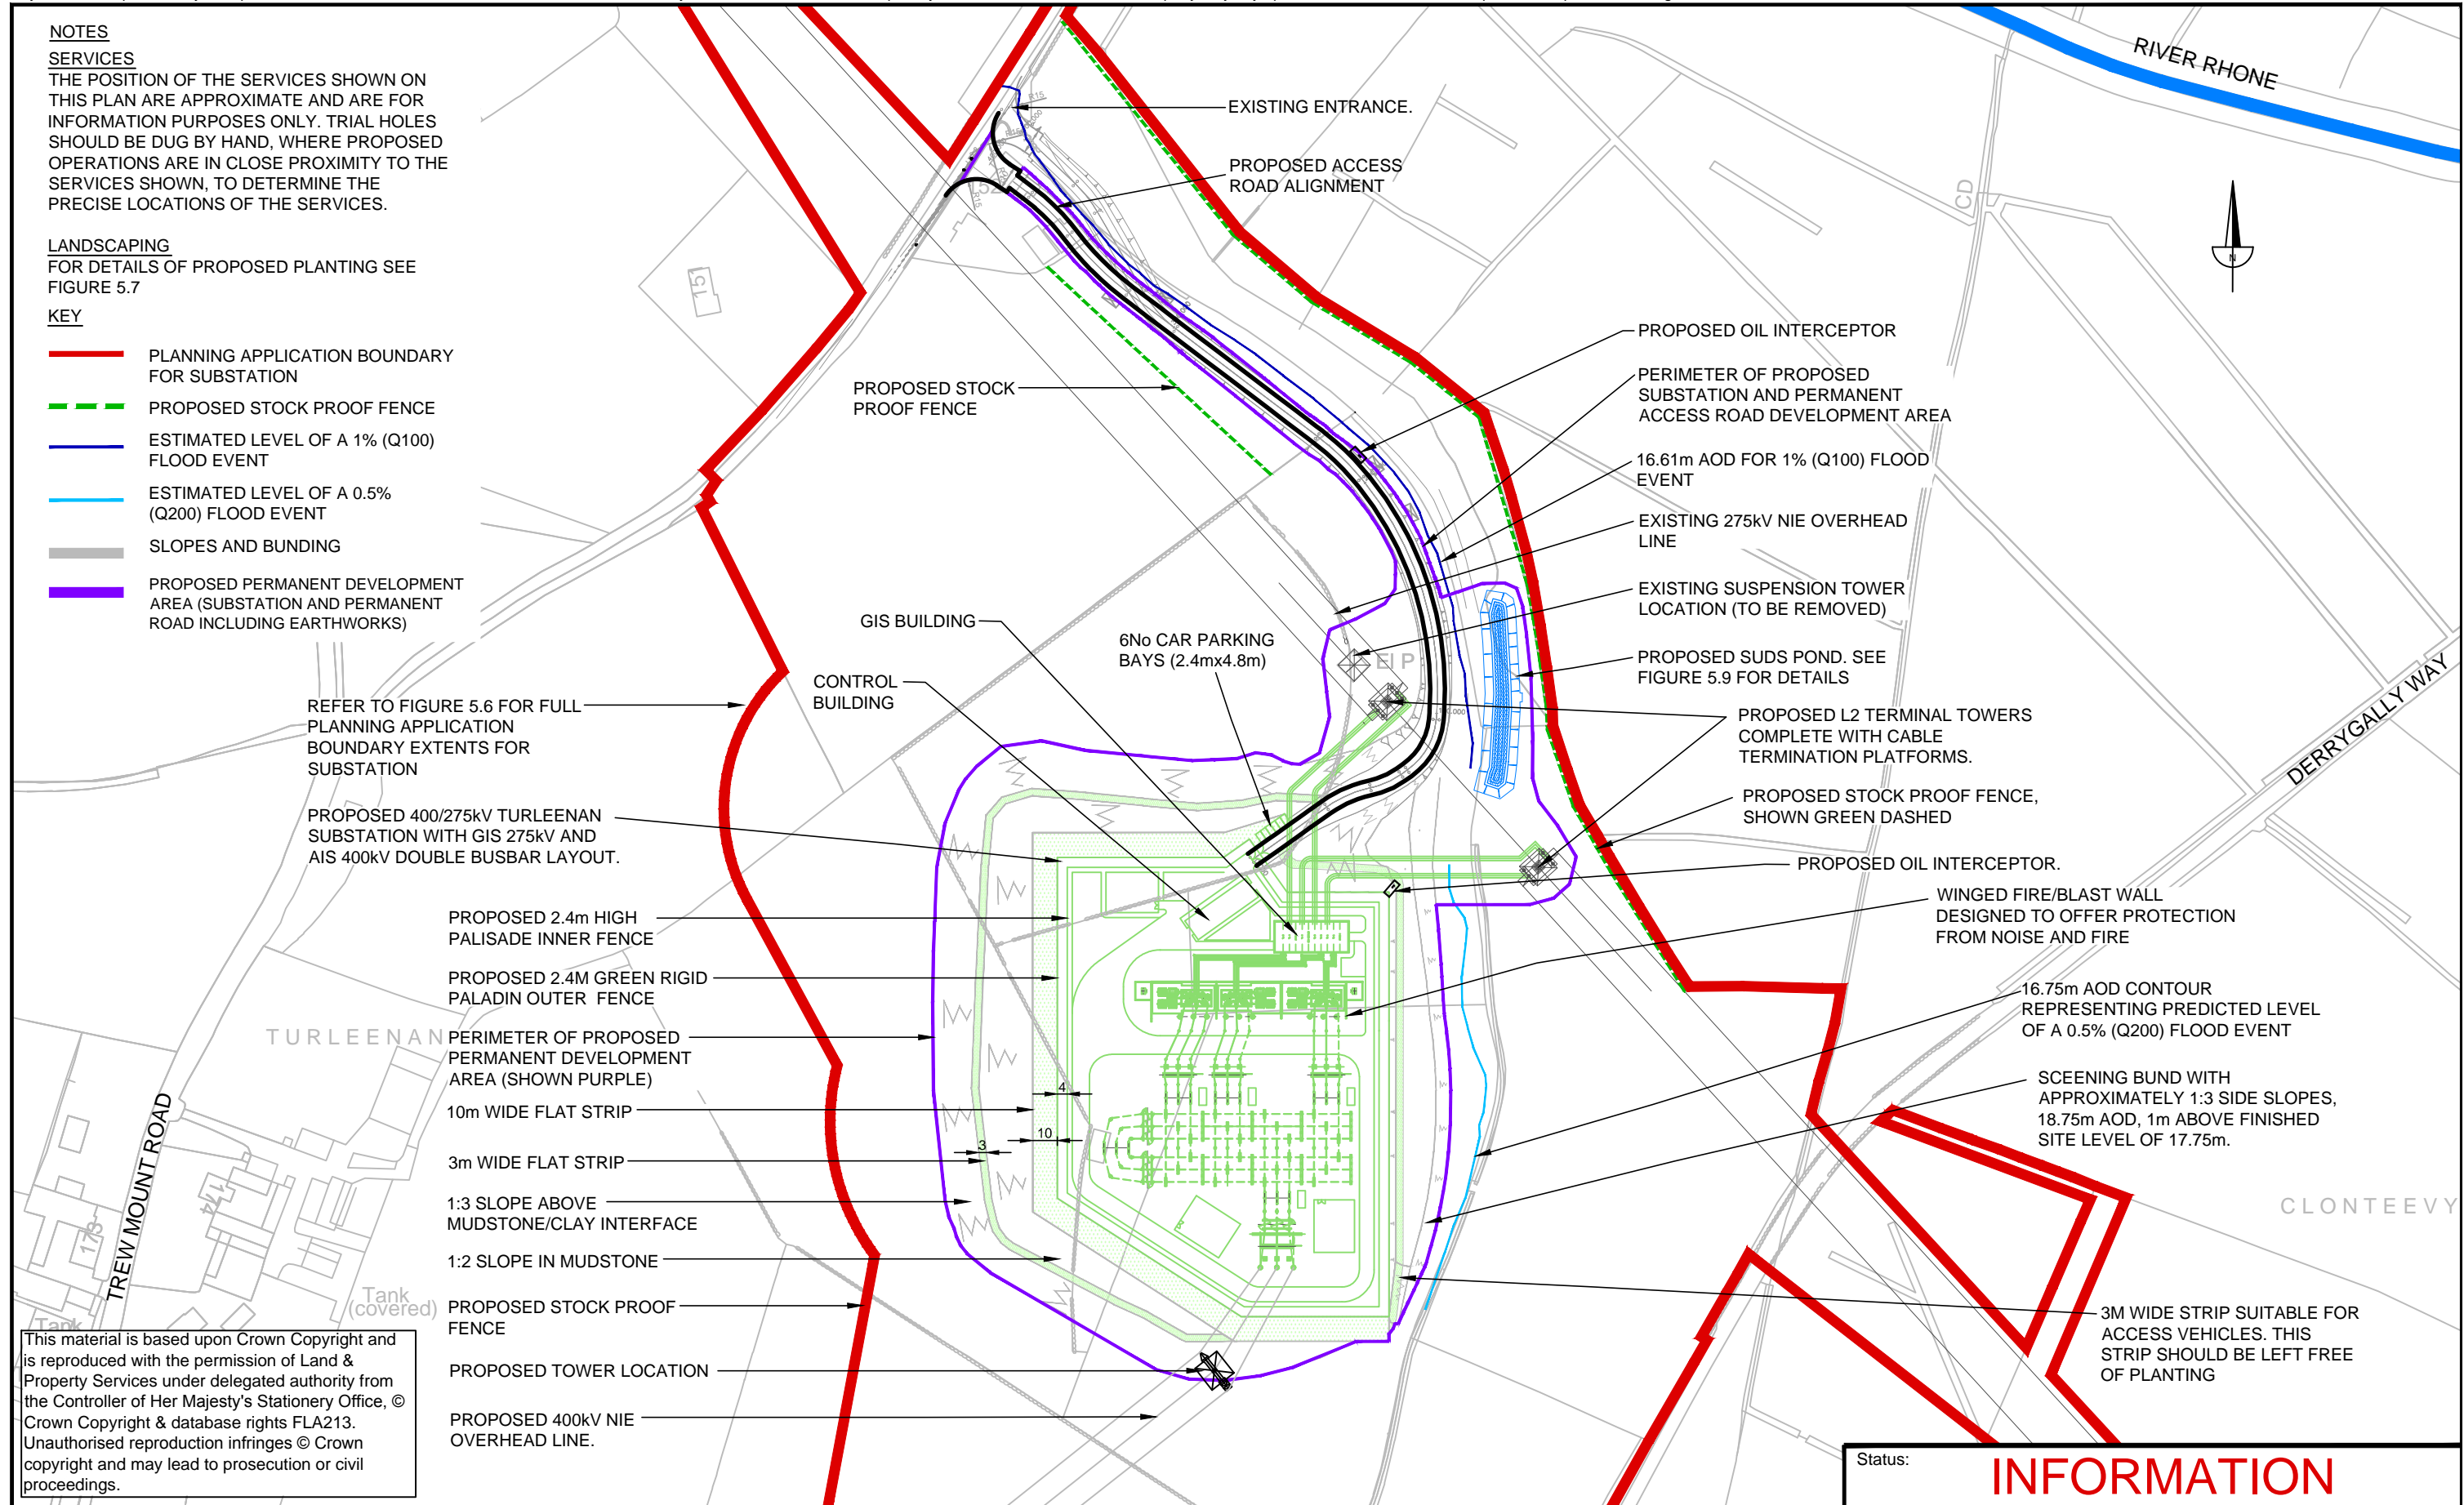 NOTES
SERVICES
THE POSITION OF THE SERVICES SHOWN ON
THIS PLAN ARE APPROXIMATE AND ARE FOR
INFORMATION PURPOSES ONLY. TRIAL HOLES
SHOULD BE DUG BY HAND, WHERE PROPOSED
OPERATIONS ARE IN CLOSE PROXIMITY TO THE
SERVICES SHOWN, TO DETERMINE THE
PRECISE LOCATIONS OF THE SERVICES.
LANDSCAPING
FOR DETAILS OF PROPOSED PLANTING SEE
FIGURE 5.7
KEY
PLANNING APPLICATION BOUNDARY
FOR SUBSTATION
PROPOSED STOCK PROOF FENCE
ESTIMATED LEVEL OF A 1% (Q100)
FLOOD EVENT
ESTIMATED LEVEL OF A 0.5%
(Q200) FLOOD EVENT
SLOPES AND BUNDING
PROPOSED PERMANENT DEVELOPMENT
AREA (SUBSTATION AND PERMANENT
ROAD INCLUDING EARTHWORKS)
REFER TO FIGURE 5.6 FOR FULL
PLANNING APPLICATION
BOUNDARY EXTENTS FOR
SUBSTATION
PROPOSED 400/275kV TURLEENAN
SUBSTATION WITH GIS 275kV AND
AIS 400kV DOUBLE BUSBAR LAYOUT.
PROPOSED 2.4m HIGH
PALISADE INNER FENCE
PROPOSED 2.4M GREEN RIGID
PALADIN OUTER FENCE
PERIMETER OF PROPOSED
PERMANENT DEVELOPMENT
AREA (SHOWN PURPLE)
10m WIDE FLAT STRIP
3m WIDE FLAT STRIP
1:3 SLOPE ABOVE
MUDSTONE/CLAY INTERFACE
1:2 SLOPE IN MUDSTONE
PROPOSED STOCK PROOF
FENCE
PROPOSED TOWER LOCATION
PROPOSED 400kV NIE
OVERHEAD LINE.
TURLEENAN
TREW MOUNT ROAD
173
174
Tank
(covered)
Tank
This material is based upon Crown Copyright and
is reproduced with the permission of Land &
Property Services under delegated authority from
the Controller of Her Majesty's Stationery Office, ©
Crown Copyright & database rights FLA213.
Unauthorised reproduction infringes © Crown
copyright and may lead to prosecution or civil
proceedings.
151
PROPOSED STOCK
PROOF FENCE
GIS BUILDING
CONTROL
BUILDING
6No CAR PARKING
BAYS (2.4mx4.8m)
4
10
3
R15
R15
EXISTING ENTRANCE.
PROPOSED ACCESS
ROAD ALIGNMENT
RIVER RHONE
CD
N
PROPOSED OIL INTERCEPTOR
PERIMETER OF PROPOSED
SUBSTATION AND PERMANENT
ACCESS ROAD DEVELOPMENT AREA
16.61m AOD FOR 1% (Q100) FLOOD
EVENT
EXISTING 275kV NIE OVERHEAD
LINE
EXISTING SUSPENSION TOWER
LOCATION (TO BE REMOVED)
El P
PROPOSED SUDS POND. SEE
FIGURE 5.9 FOR DETAILS
PROPOSED L2 TERMINAL TOWERS
COMPLETE WITH CABLE
TERMINATION PLATFORMS.
DERRYGALLY WAY
PROPOSED STOCK PROOF FENCE,
SHOWN GREEN DASHED
PROPOSED OIL INTERCEPTOR.
WINGED FIRE/BLAST WALL
DESIGNED TO OFFER PROTECTION
FROM NOISE AND FIRE
16.75m AOD CONTOUR
REPRESENTING PREDICTED LEVEL
OF A 0.5% (Q200) FLOOD EVENT
SCEENING BUND WITH
APPROXIMATELY 1:3 SIDE SLOPES,
18.75m AOD, 1m ABOVE FINISHED
SITE LEVEL OF 17.75m.
CLONTEEVY
3M WIDE STRIP SUITABLE FOR
ACCESS VEHICLES. THIS
STRIP SHOULD BE LEFT FREE
OF PLANTING
Status:
INFORMATION